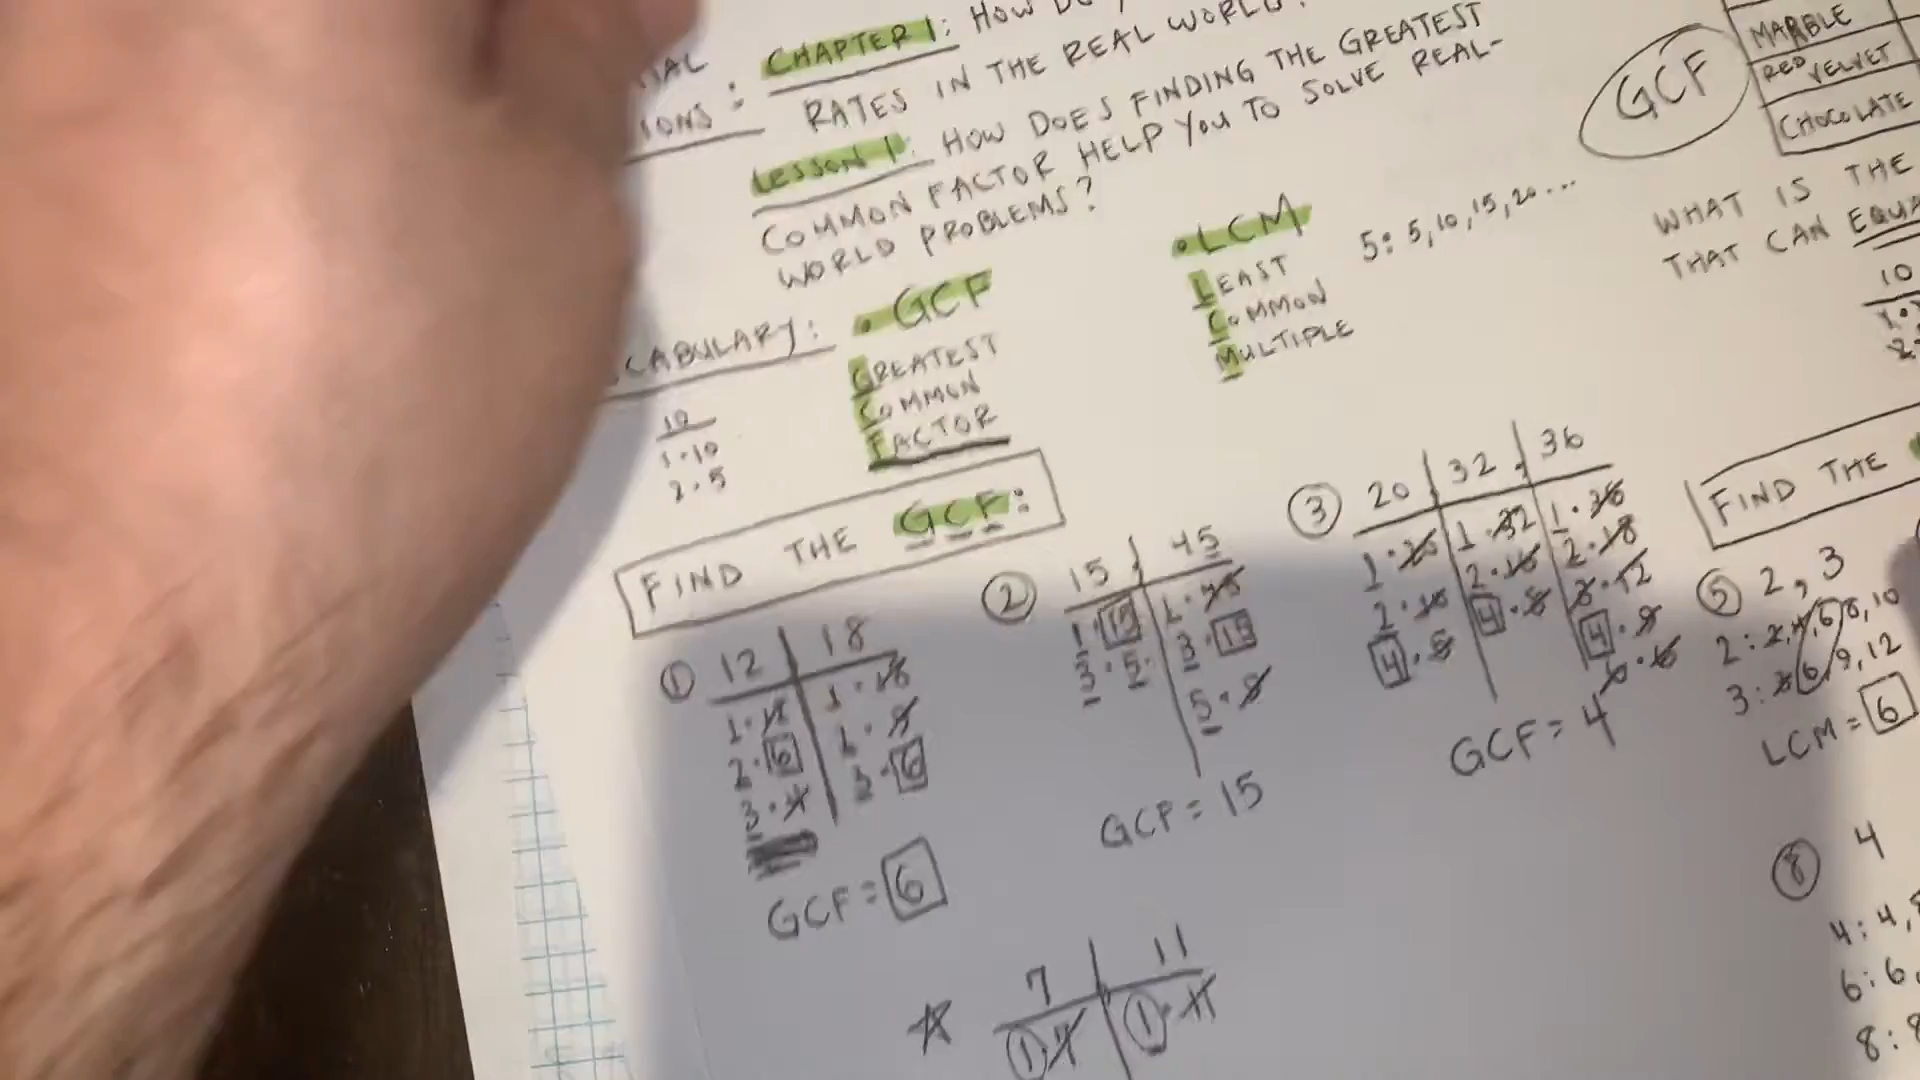 CHAPTER 1: HOW DO
RATES IN THE REAL WORLD?
LESSON 1: HOW DOES FINDING THE GREATEST
COMMON FACTOR HELP YOU TO SOLVE REAL-
WORLD PROBLEMS?
CABULARY:
• GCF
GREATEST
COMMON
FACTOR
10
1·10
2·5
• LCM
LEAST
COMMON
MULTIPLE
5: 5, 10, 15, 20...
GCF
MARBLE
RED VELVET
CHOCOLATE
WHAT IS THE
THAT CAN EQUA
10
FIND THE GCF:
① 12 | 18
1·12 | 1·18
2·6 | 2·9
3·4 | 3·6
GCF = 6
② 15 | 45
1·15 | 1·45
3·5 | 3·15
5·9
GCF = 15
③ 20 | 32 | 36
1·20 | 1·32 | 1·36
2·10 | 2·16 | 2·18
4·5 | 4·8 | 3·12
4·9
6·6
GCF = 4
7 | 11
1·7 | 1·11
FIND THE
⑤ 2, 3
2: 2, 4, 6, 8, 10
3: 3, 6, 9, 12
LCM = 6
⑧ 4
4: 4, 8
6: 6,
8: 8